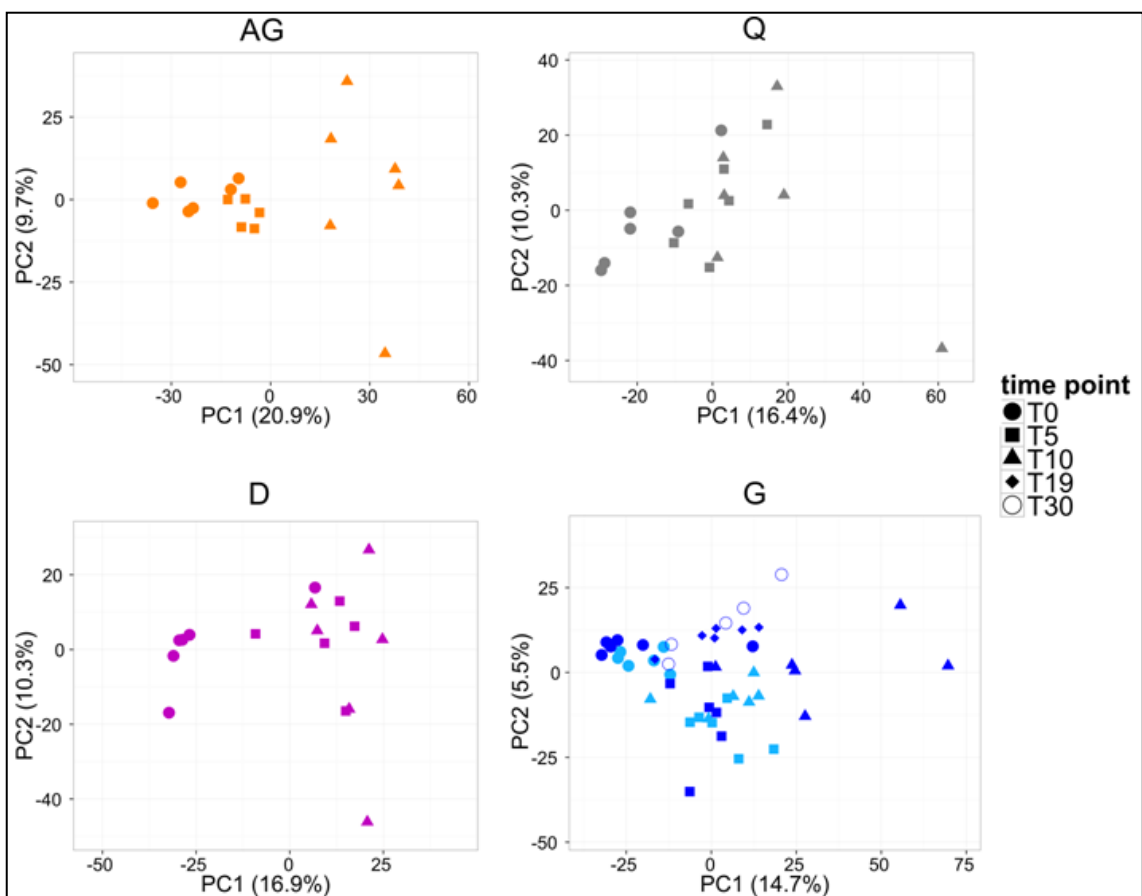 AG
25
0
-25
-50
PC2 (9.7%)
-30
0
30
60
PC1 (20.9%)
Q
40
20
0
-20
-40
PC2 (10.3%)
-20
0
20
40
60
PC1 (16.4%)
time point
T0
T5
T10
T19
T30
D
20
0
-20
-40
PC2 (10.3%)
-50
-25
0
25
PC1 (16.9%)
G
25
0
-25
-50
PC2 (5.5%)
-25
0
25
50
75
PC1 (14.7%)